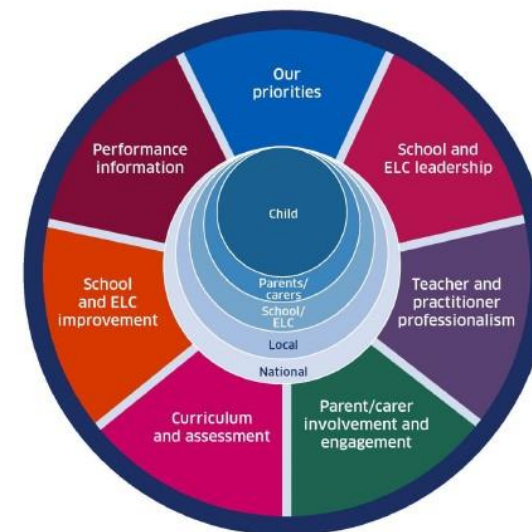 Our
priorities
School and
ELC leadership
Teacher and
practitioner
professionalism
Parent/carer
involvement and
engagement
Curriculum
and assessment
School
and ELC
improvement
Performance
information
Child
Parents/
carers
School/
ELC
Local
National